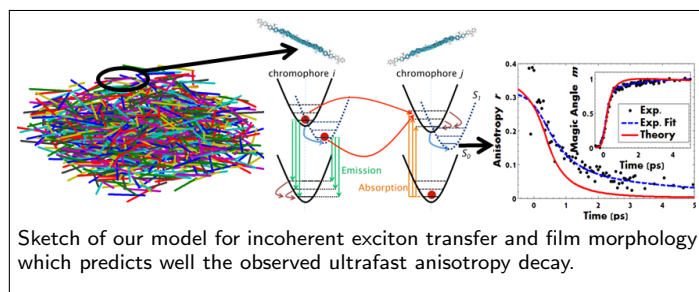 chromophore i
chromophore j
S1
S0
Emission
Absorption
Anisotropy r
0.4
0.3
0.2
0.1
0
0
1
2
3
4
5
Time (ps)
Magic Angle m
1
0
0
2
4
Time (ps)
Exp.
Exp. Fit
Theory
Sketch of our model for incoherent exciton transfer and film morphology
which predicts well the observed ultrafast anisotropy decay.